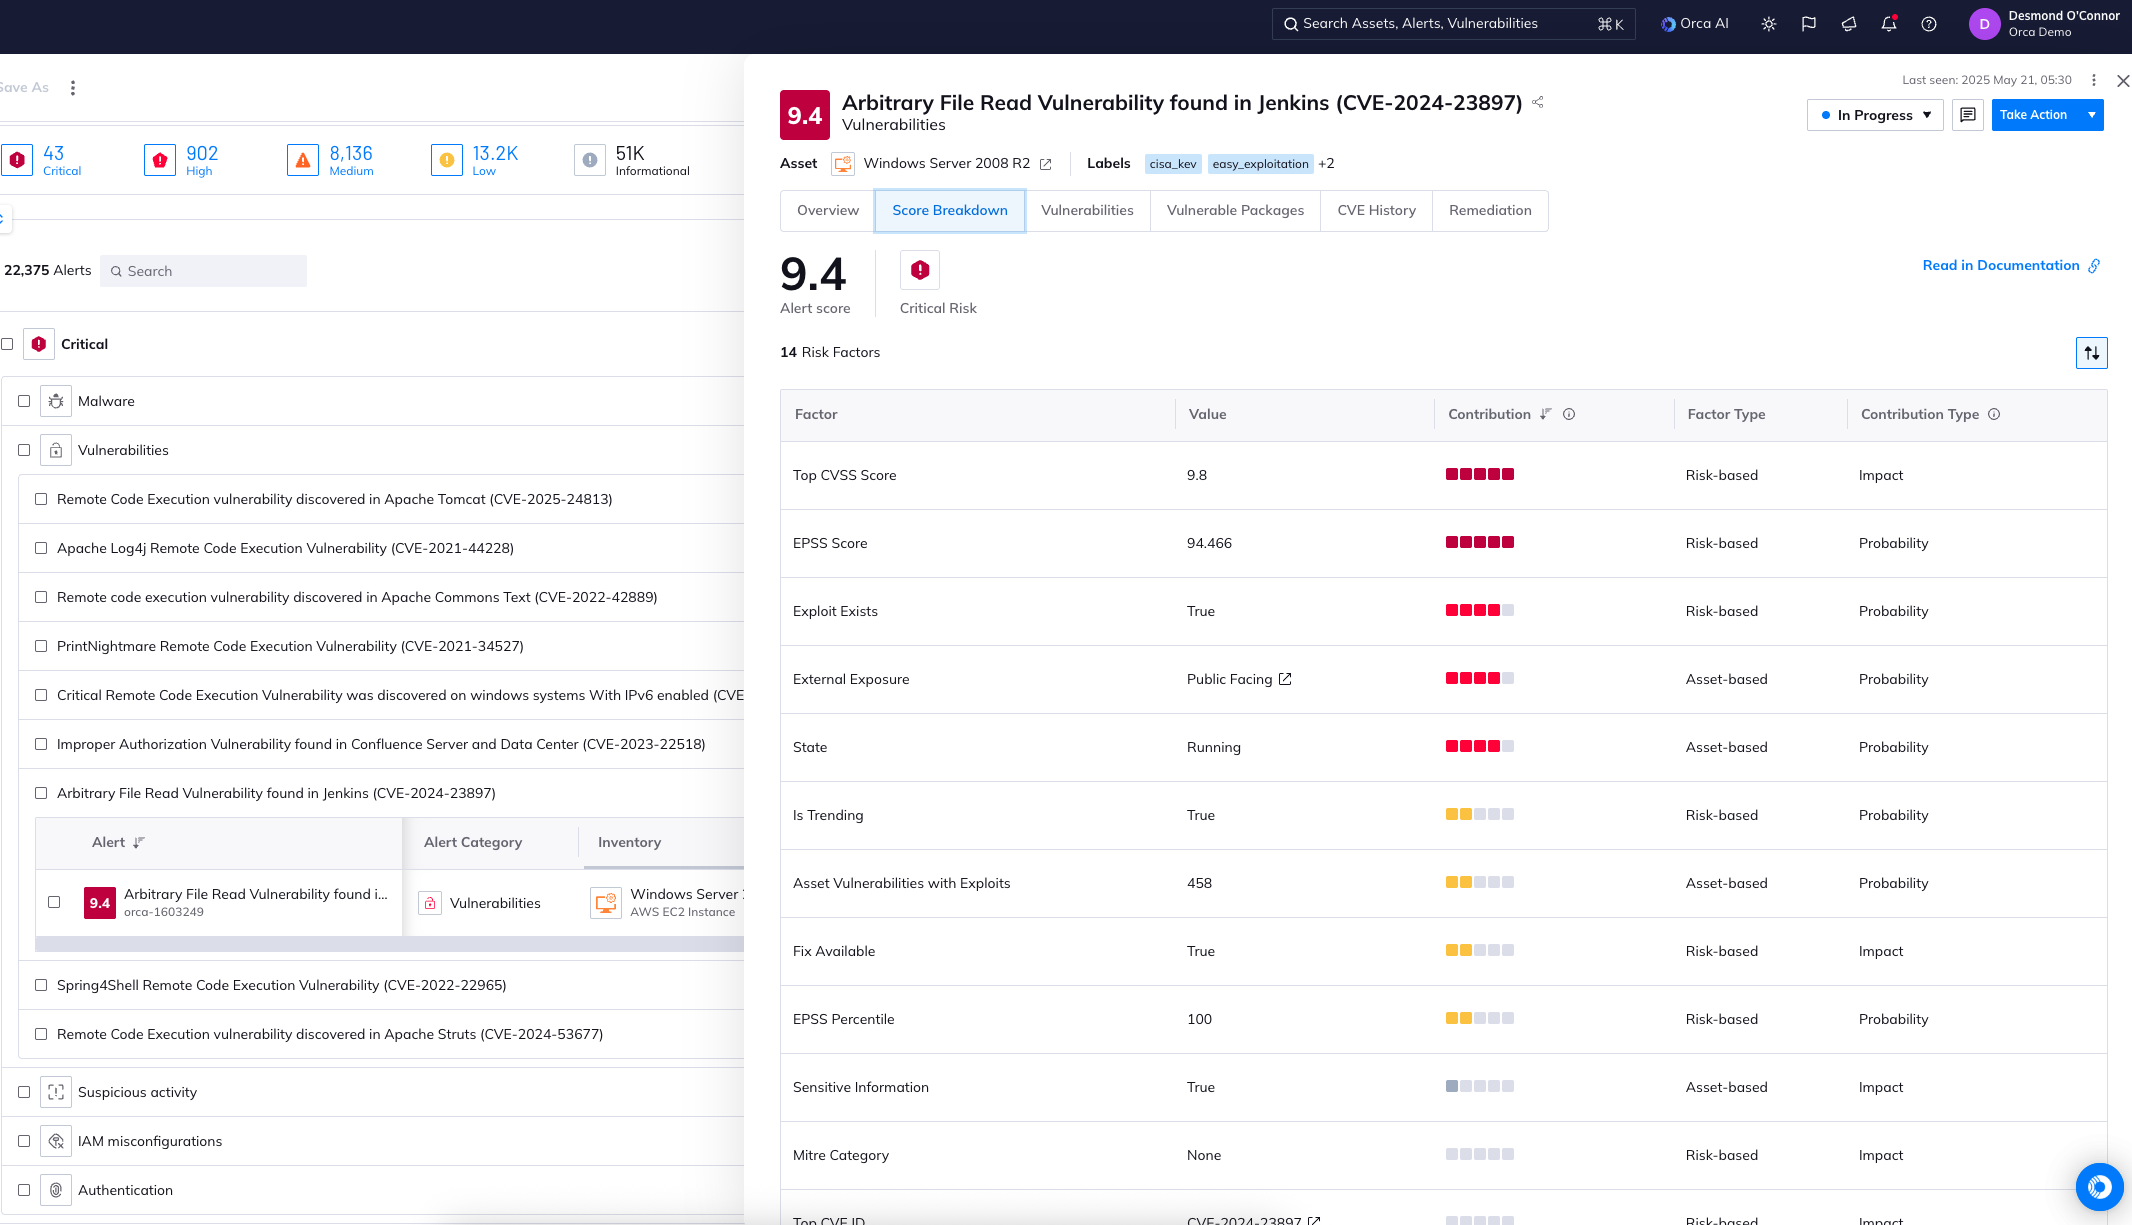 Search Assets, Alerts, Vulnerabilities
⌘ K
Orca AI
D
Desmond O'Connor
Orca Demo
Save As
43
Critical
902
High
8,136
Medium
13.2K
Low
51K
Informational
22,375 Alerts
Search
Critical
Malware
Vulnerabilities
Remote Code Execution vulnerability discovered in Apache Tomcat (CVE-2025-24813)
Apache Log4j Remote Code Execution Vulnerability (CVE-2021-44228)
Remote code execution vulnerability discovered in Apache Commons Text (CVE-2022-42889)
PrintNightmare Remote Code Execution Vulnerability (CVE-2021-34527)
Critical Remote Code Execution Vulnerability was discovered on windows systems With IPv6 enabled (CVE
Improper Authorization Vulnerability found in Confluence Server and Data Center (CVE-2023-22518)
Arbitrary File Read Vulnerability found in Jenkins (CVE-2024-23897)
Alert
Alert Category
Inventory
9.4
Arbitrary File Read Vulnerability found i...
orca-1603249
Vulnerabilities
Windows Server
AWS EC2 Instance
Spring4Shell Remote Code Execution Vulnerability (CVE-2022-22965)
Remote Code Execution vulnerability discovered in Apache Struts (CVE-2024-53677)
Suspicious activity
IAM misconfigurations
Authentication
Last seen: 2025 May 21, 05:30
9.4
Arbitrary File Read Vulnerability found in Jenkins (CVE-2024-23897)
Vulnerabilities
In Progress
Take Action
Asset
Windows Server 2008 R2
Labels
cisa_kev
easy_exploitation
+2
Overview
Score Breakdown
Vulnerabilities
Vulnerable Packages
CVE History
Remediation
9.4
Alert score
Critical Risk
Read in Documentation
14 Risk Factors
Factor
Value
Contribution
Factor Type
Contribution Type
Top CVSS Score
9.8
Risk-based
Impact
EPSS Score
94.466
Risk-based
Probability
Exploit Exists
True
Risk-based
Probability
External Exposure
Public Facing
Asset-based
Probability
State
Running
Asset-based
Probability
Is Trending
True
Risk-based
Probability
Asset Vulnerabilities with Exploits
458
Asset-based
Probability
Fix Available
True
Risk-based
Impact
EPSS Percentile
100
Risk-based
Probability
Sensitive Information
True
Asset-based
Impact
Mitre Category
None
Risk-based
Impact
Top CVE ID
CVE-2024-23897
Risk-based
Impact